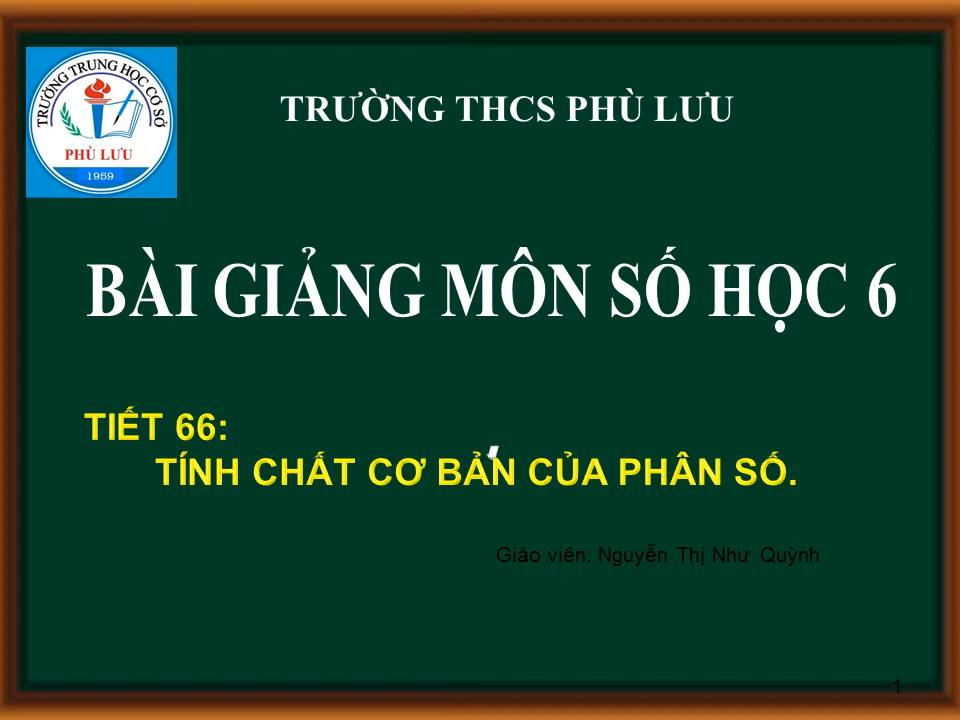 TRƯỜNG TRUNG HỌC CƠ SỞ
PHÙ LƯU
1959
TRƯỜNG THCS PHÙ LƯU
BÀI GIẢNG MÔN SỐ HỌC 6
TIẾT 66:
,
TÍNH CHẤT CƠ BẢN CỦA PHÂN SỐ.
Giáo viên: Nguyễn Thị Như Quỳnh
1